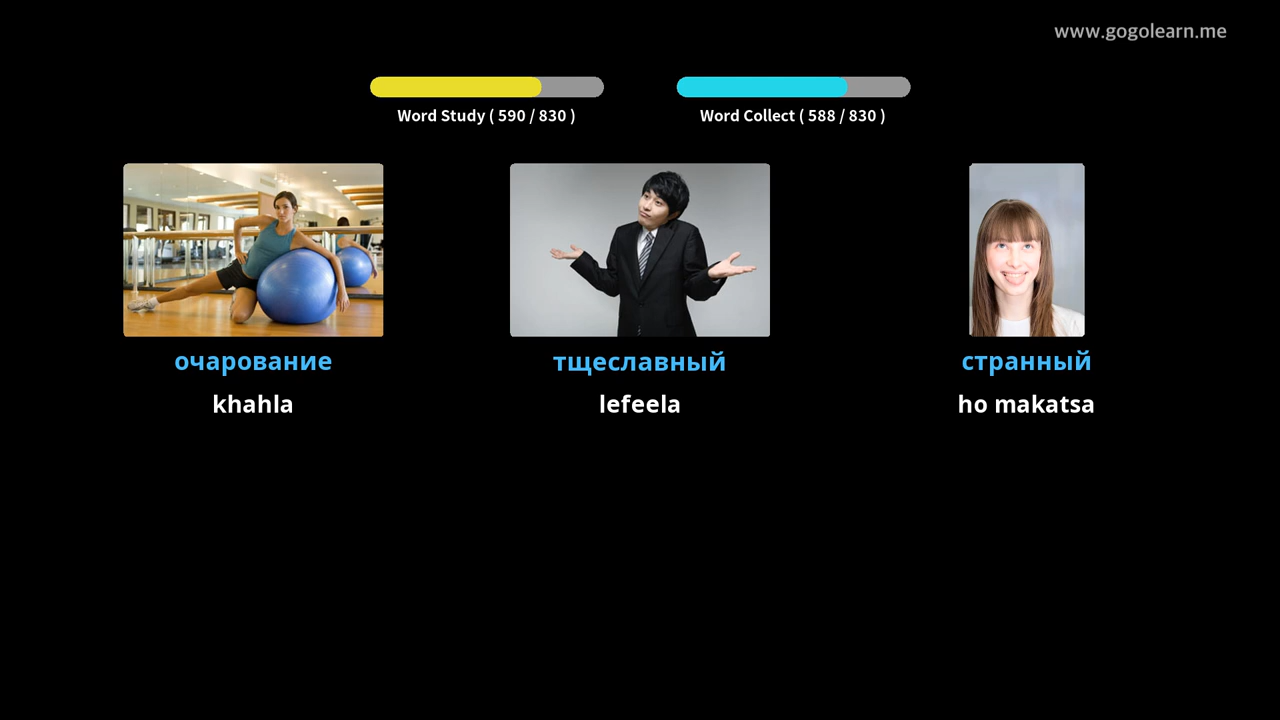 www.gogolearn.me
Word Study ( 590 / 830 )
Word Collect ( 588 / 830 )
очарование
khahla
тщеславный
lefeela
странный
ho makatsa